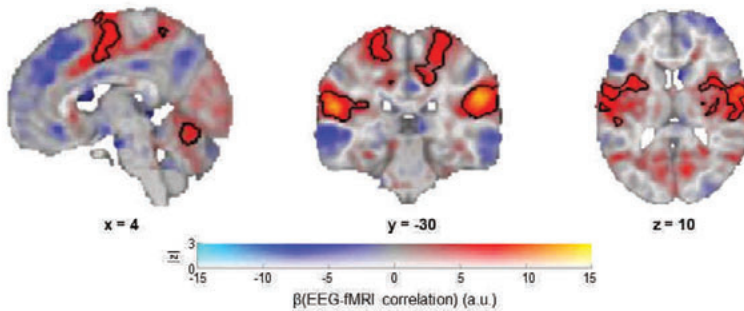 x = 4
y = -30
z = 10
|z|
3
0
-15
-10
-5
0
5
10
15
β(EEG-fMRI correlation) (a.u.)